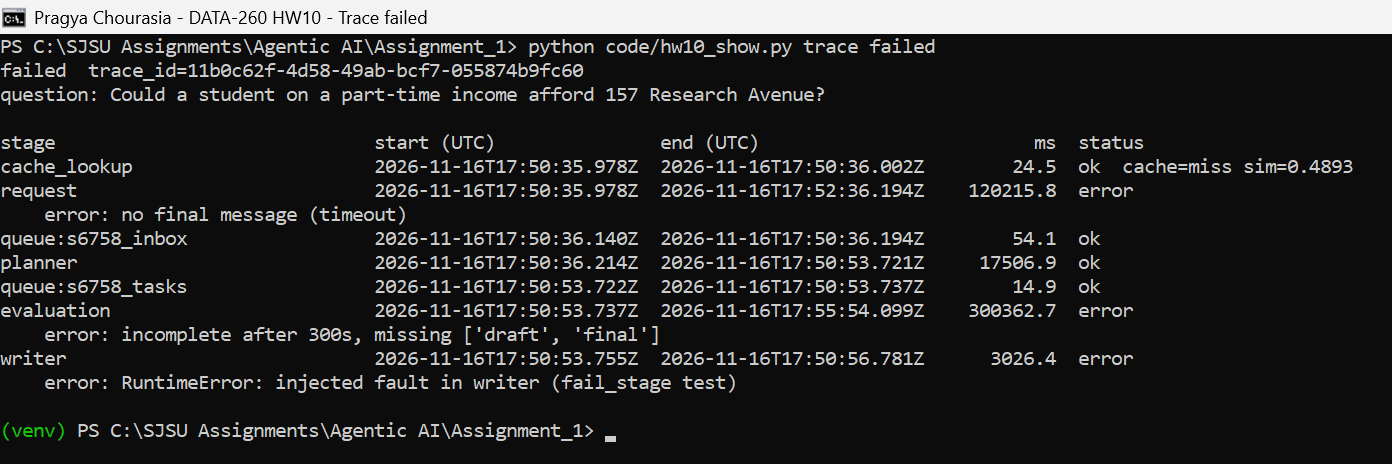 Pragya Chourasia - DATA-260 HW10 - Trace failed
PS C:\SJSU Assignments\Agentic AI\Assignment_1> python code/hw10_show.py trace failed
failed  trace_id=11b0c62f-4d58-49ab-bcf7-055874b9fc60
question: Could a student on a part-time income afford 157 Research Avenue?
stage                           start (UTC)               end (UTC)                      ms  status
cache_lookup                    2026-11-16T17:50:35.978Z  2026-11-16T17:50:36.002Z     24.5  ok  cache=miss sim=0.4893
request                         2026-11-16T17:50:35.978Z  2026-11-16T17:52:36.194Z 120215.8  error
    error: no final message (timeout)
queue:s6758_inbox               2026-11-16T17:50:36.140Z  2026-11-16T17:50:36.194Z     54.1  ok
planner                         2026-11-16T17:50:36.214Z  2026-11-16T17:50:53.721Z  17506.9  ok
queue:s6758_tasks               2026-11-16T17:50:53.722Z  2026-11-16T17:50:53.737Z     14.9  ok
evaluation                      2026-11-16T17:50:53.737Z  2026-11-16T17:55:54.099Z 300362.7  error
    error: incomplete after 300s, missing ['draft', 'final']
writer                          2026-11-16T17:50:53.755Z  2026-11-16T17:50:56.781Z   3026.4  error
    error: RuntimeError: injected fault in writer (fail_stage test)
(venv) PS C:\SJSU Assignments\Agentic AI\Assignment_1>